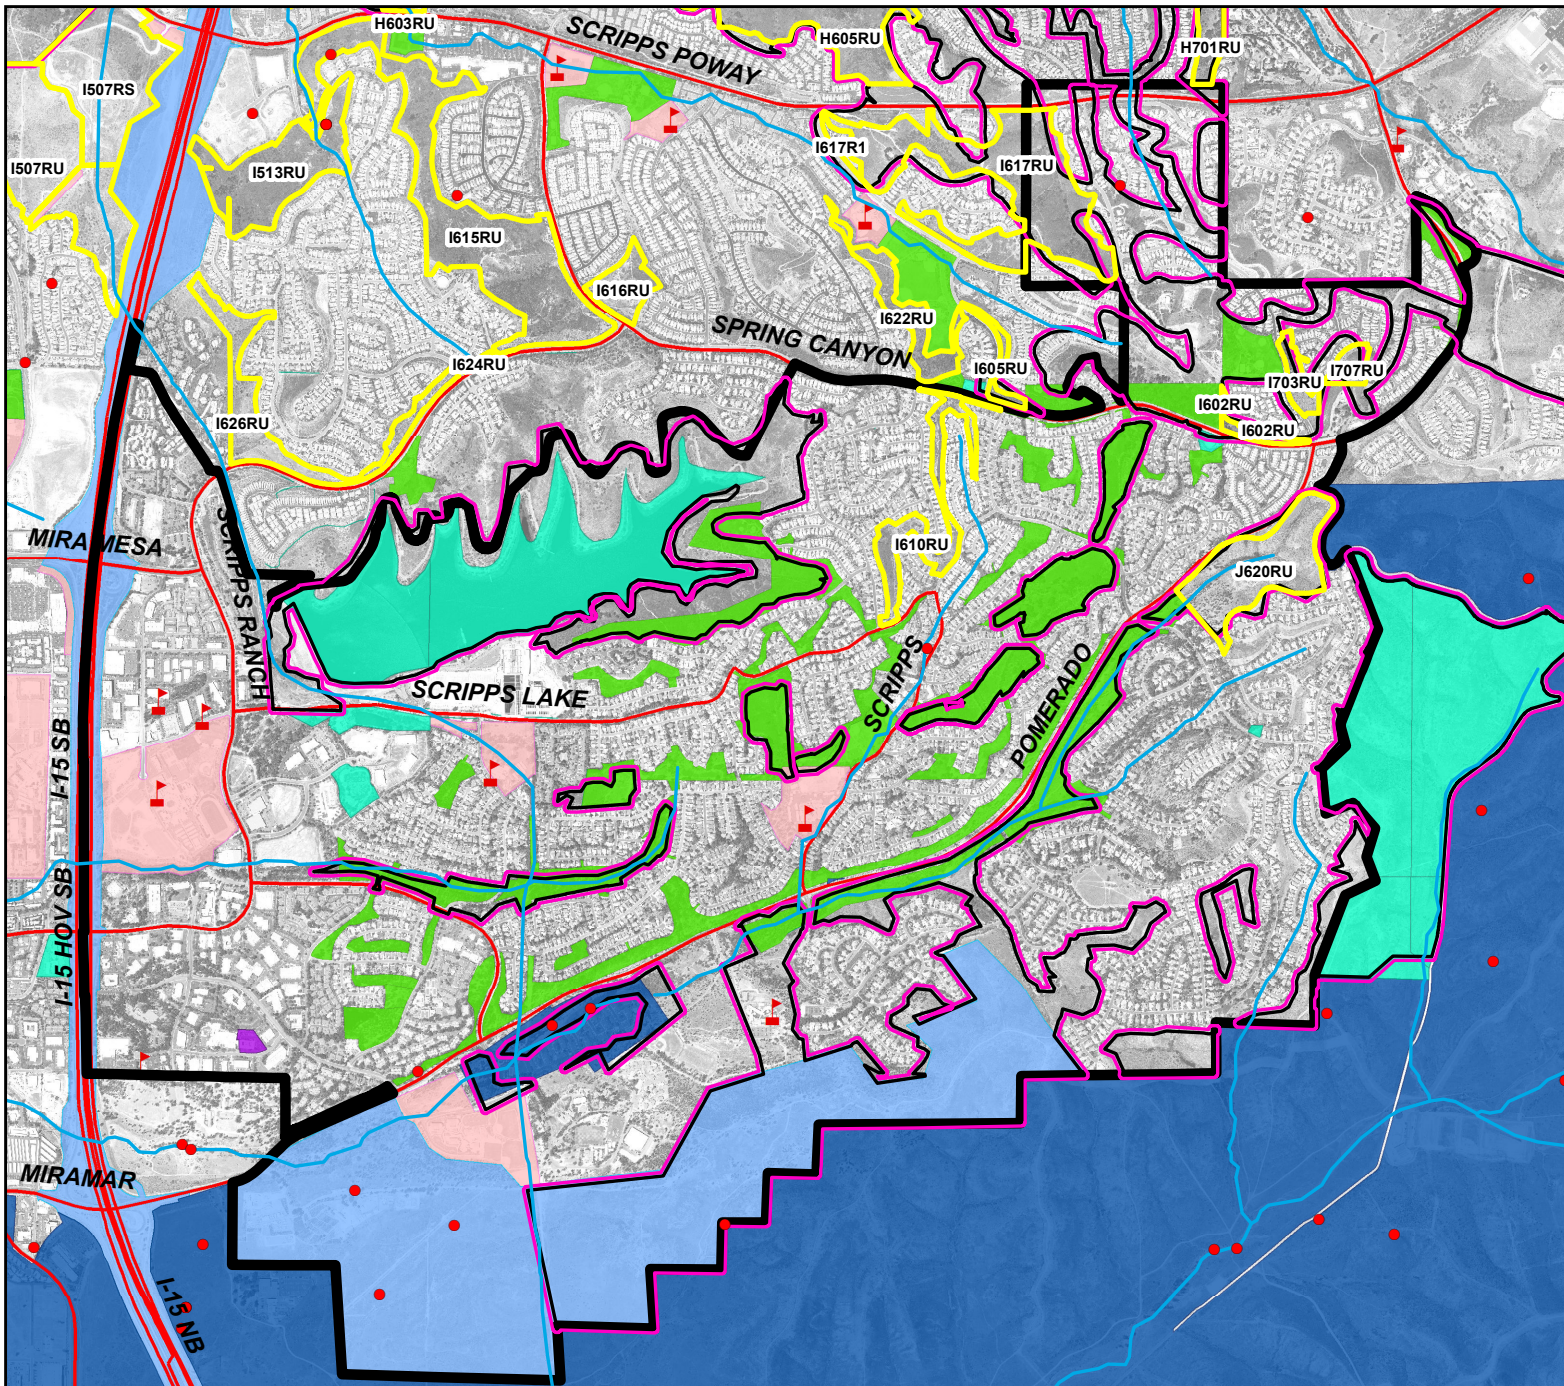 H603RU
SCRIPPS POWAY
H605RU
H701RU
I507RS
I507RU
I513RU
I617R1
I617RU
I615RU
I616RU
I622RU
SPRING CANYON
I624RU
I605RU
I703RU
I707RU
I602RU
I602RU
I626RU
MIRA MESA
SCRIPPS RANCH
I610RU
J620RU
SCRIPPS LAKE
SCRIPPS
POMERADO
I-15 SB
I-15 HOV SB
MIRAMAR
I-15 NB